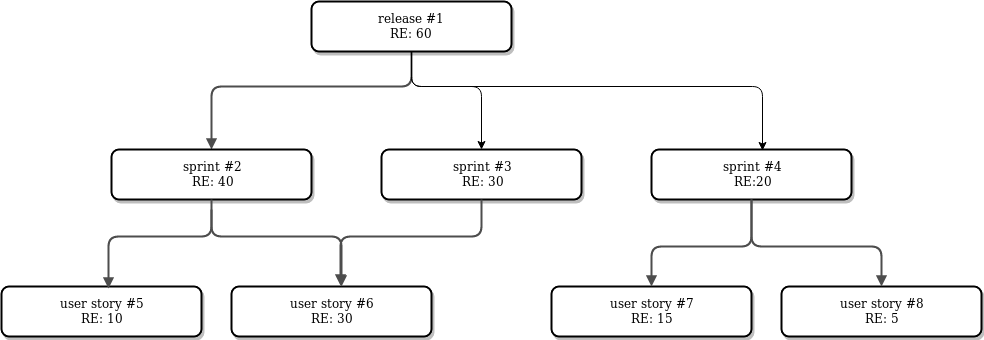 release #1
RE: 60
sprint #2
RE: 40
sprint #3
RE: 30
sprint #4
RE:20
user story #5
RE: 10
user story #6
RE: 30
user story #7
RE: 15
user story #8
RE: 5